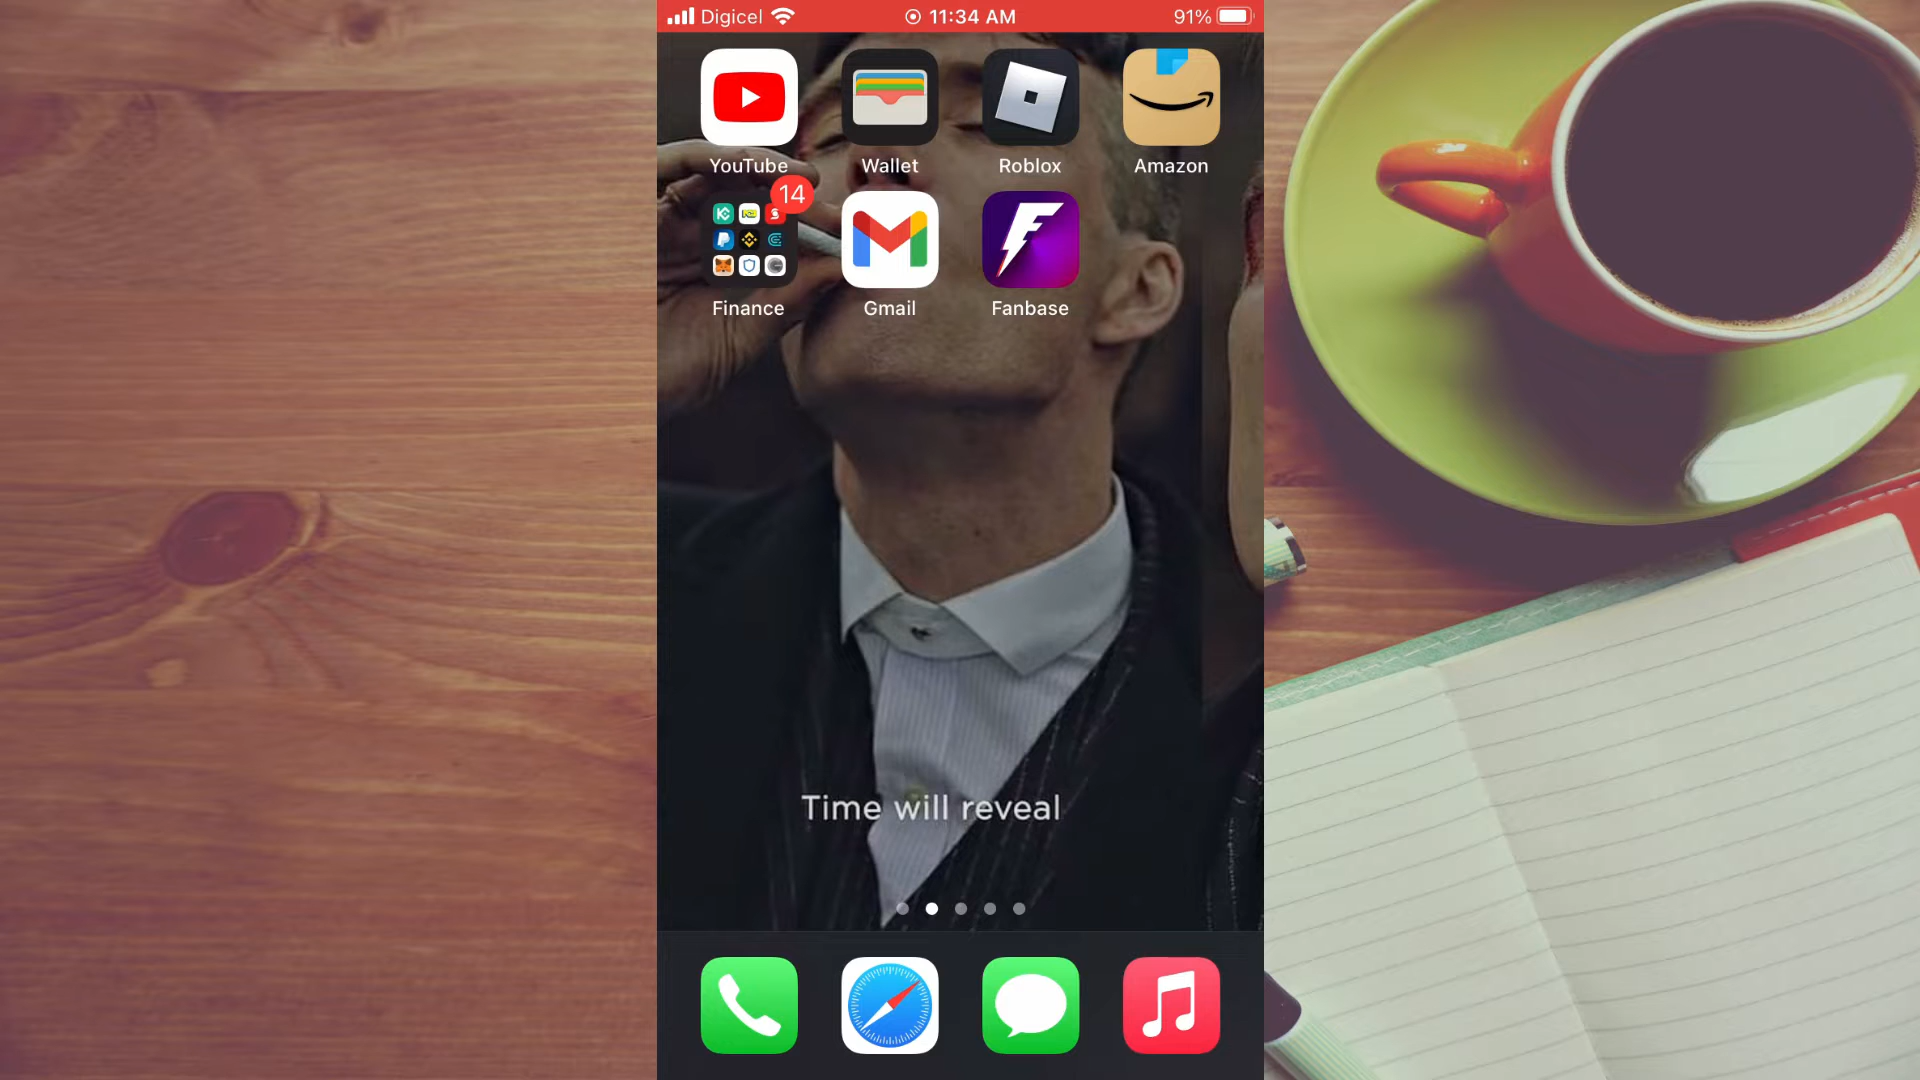 Digicel 11:34 AM 91%
YouTube Wallet Roblox Amazon
14
Finance Gmail Fanbase
Time will reveal